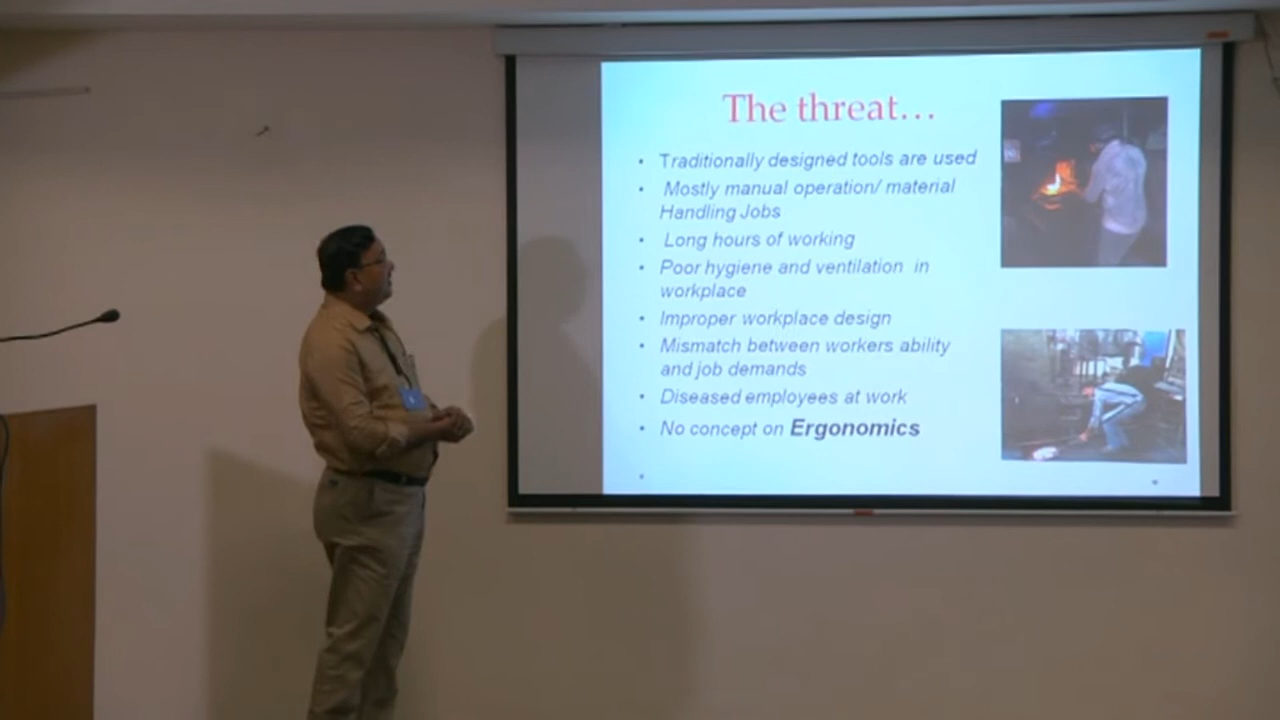 The threat...
• Traditionally designed tools are used
• Mostly manual operation/ material
Handling Jobs
• Long hours of working
• Poor hygiene and ventilation in
workplace
• Improper workplace design
• Mismatch between workers ability
and job demands
• Diseased employees at work
• No concept on Ergonomics